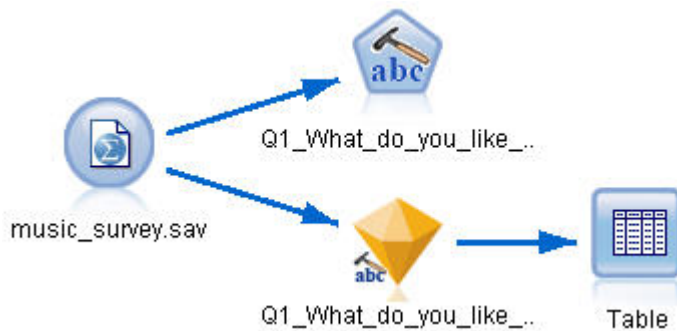 abc
Q1_What_do_you_like_..
music_survey.sav
abc
Q1_What_do_you_like_..
Table